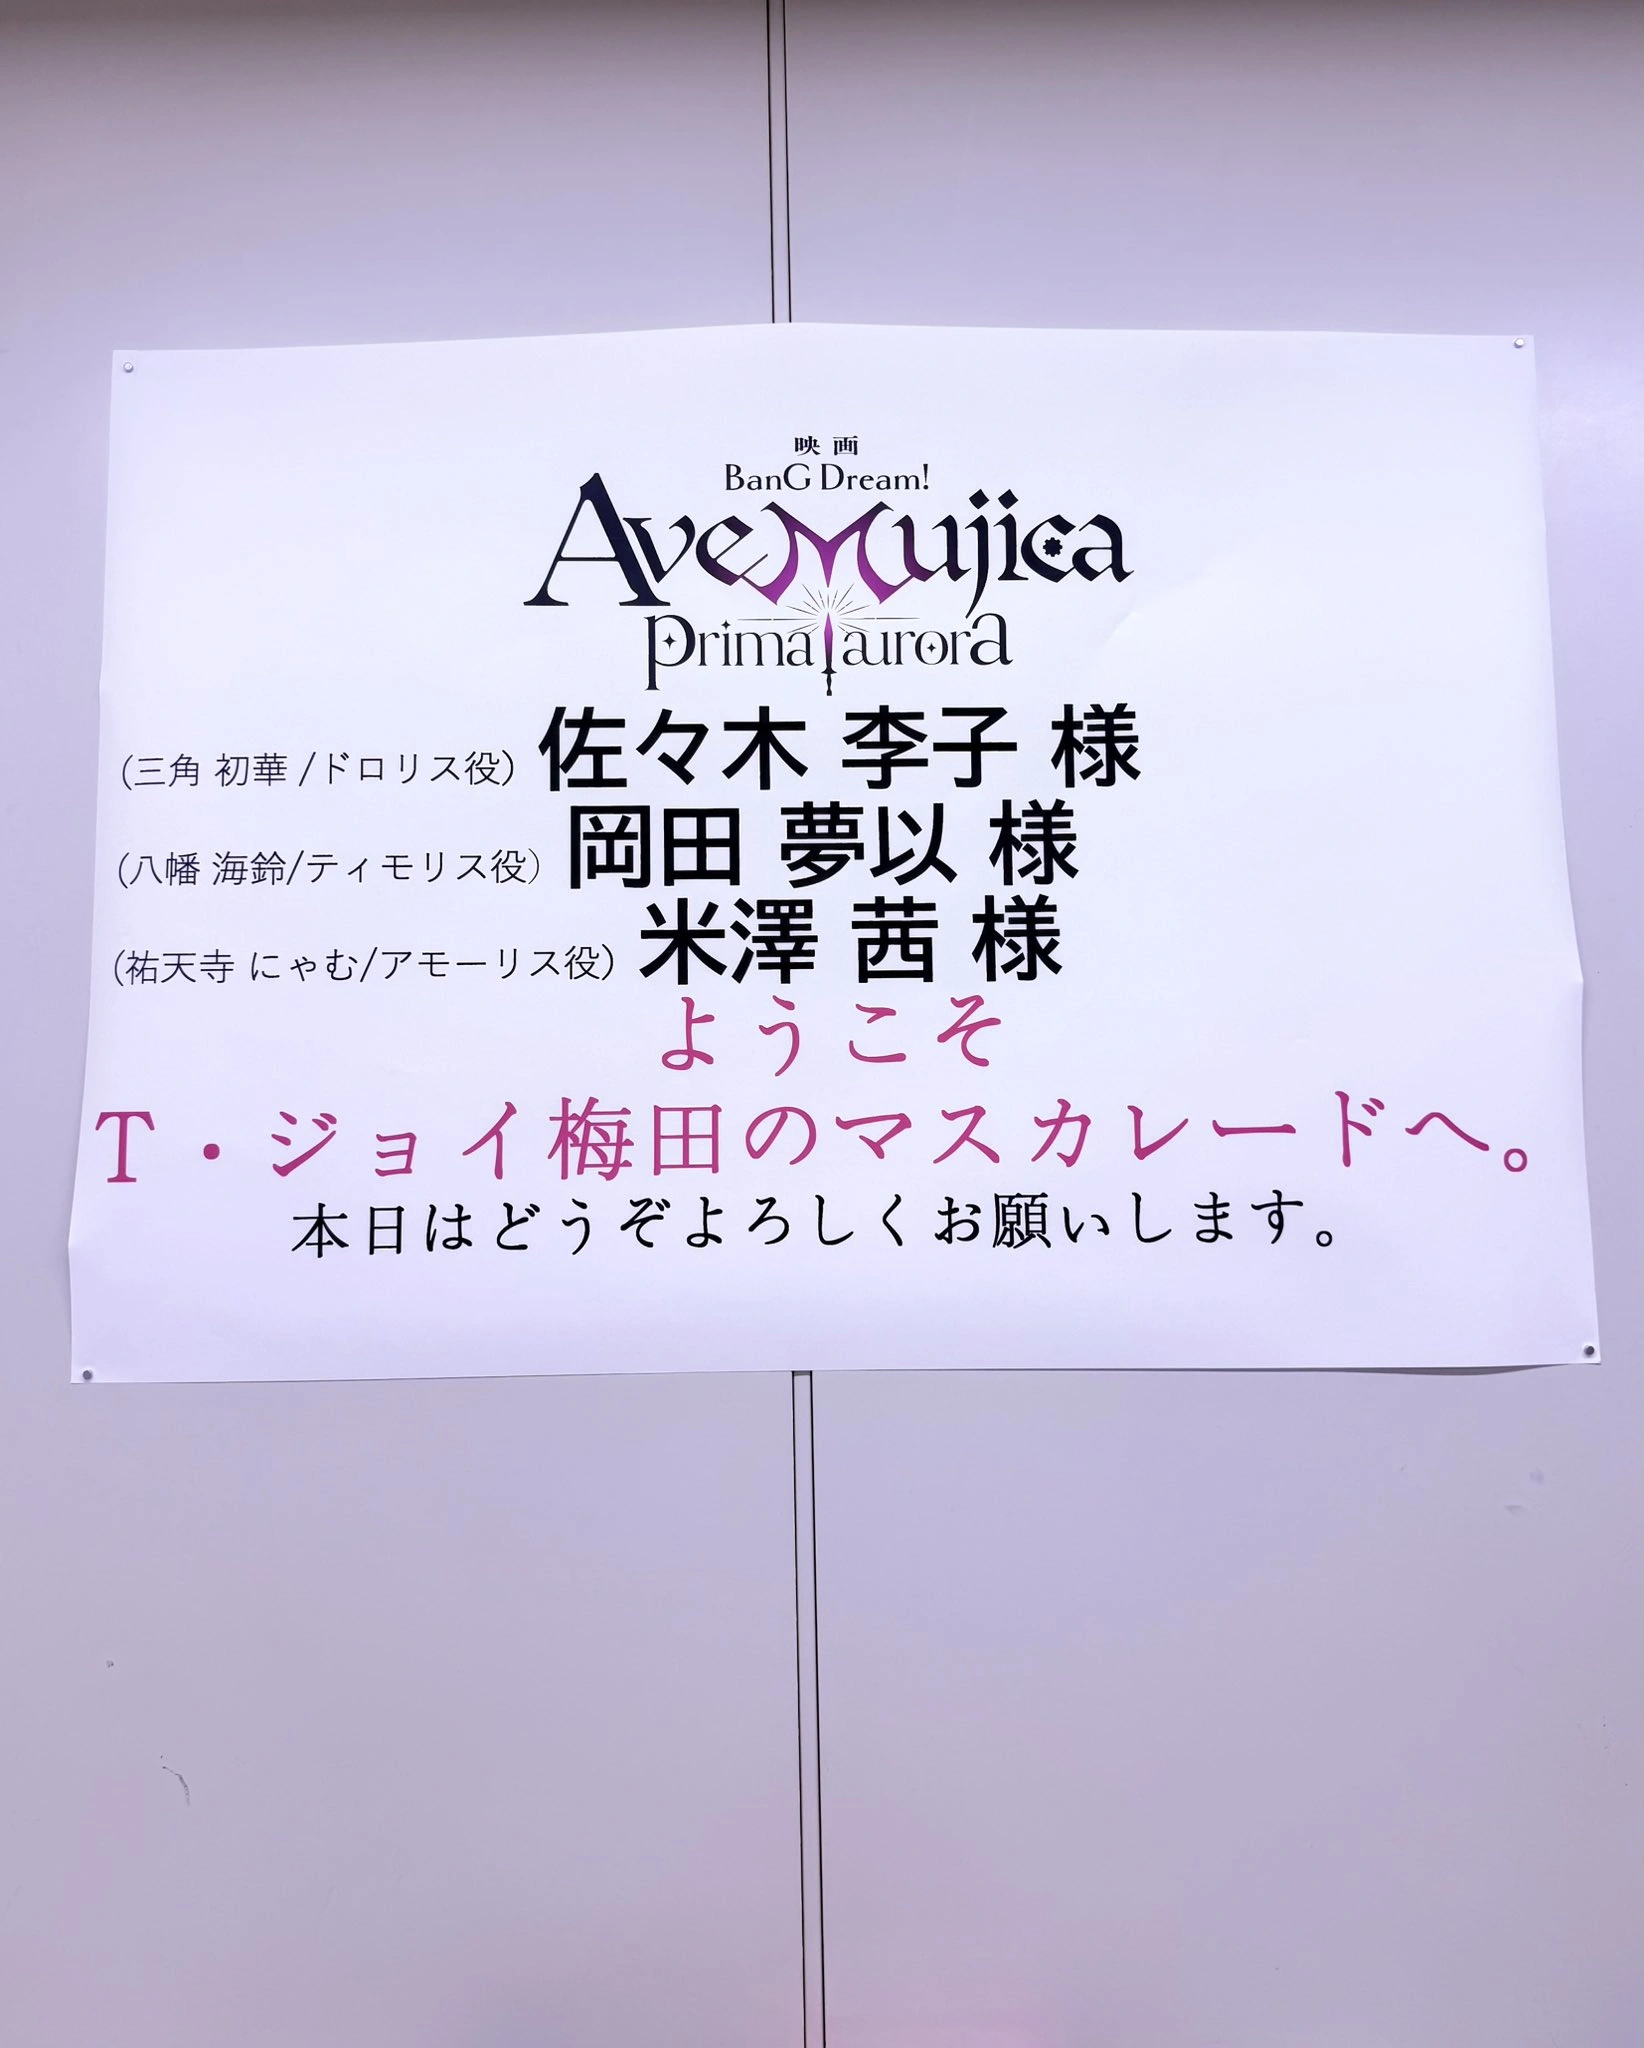 映画
BanG Dream!
Ave Mujica
prima aurora
(三角 初華 /ドロリス役) 佐々木 李子 様
(八幡 海鈴/ティモリス役) 岡田 夢以 様
(祐天寺 にゃむ/アモーリス役) 米澤 茜 様
ようこそ
T・ジョイ梅田のマスカレードへ。
本日はどうぞよろしくお願いします。